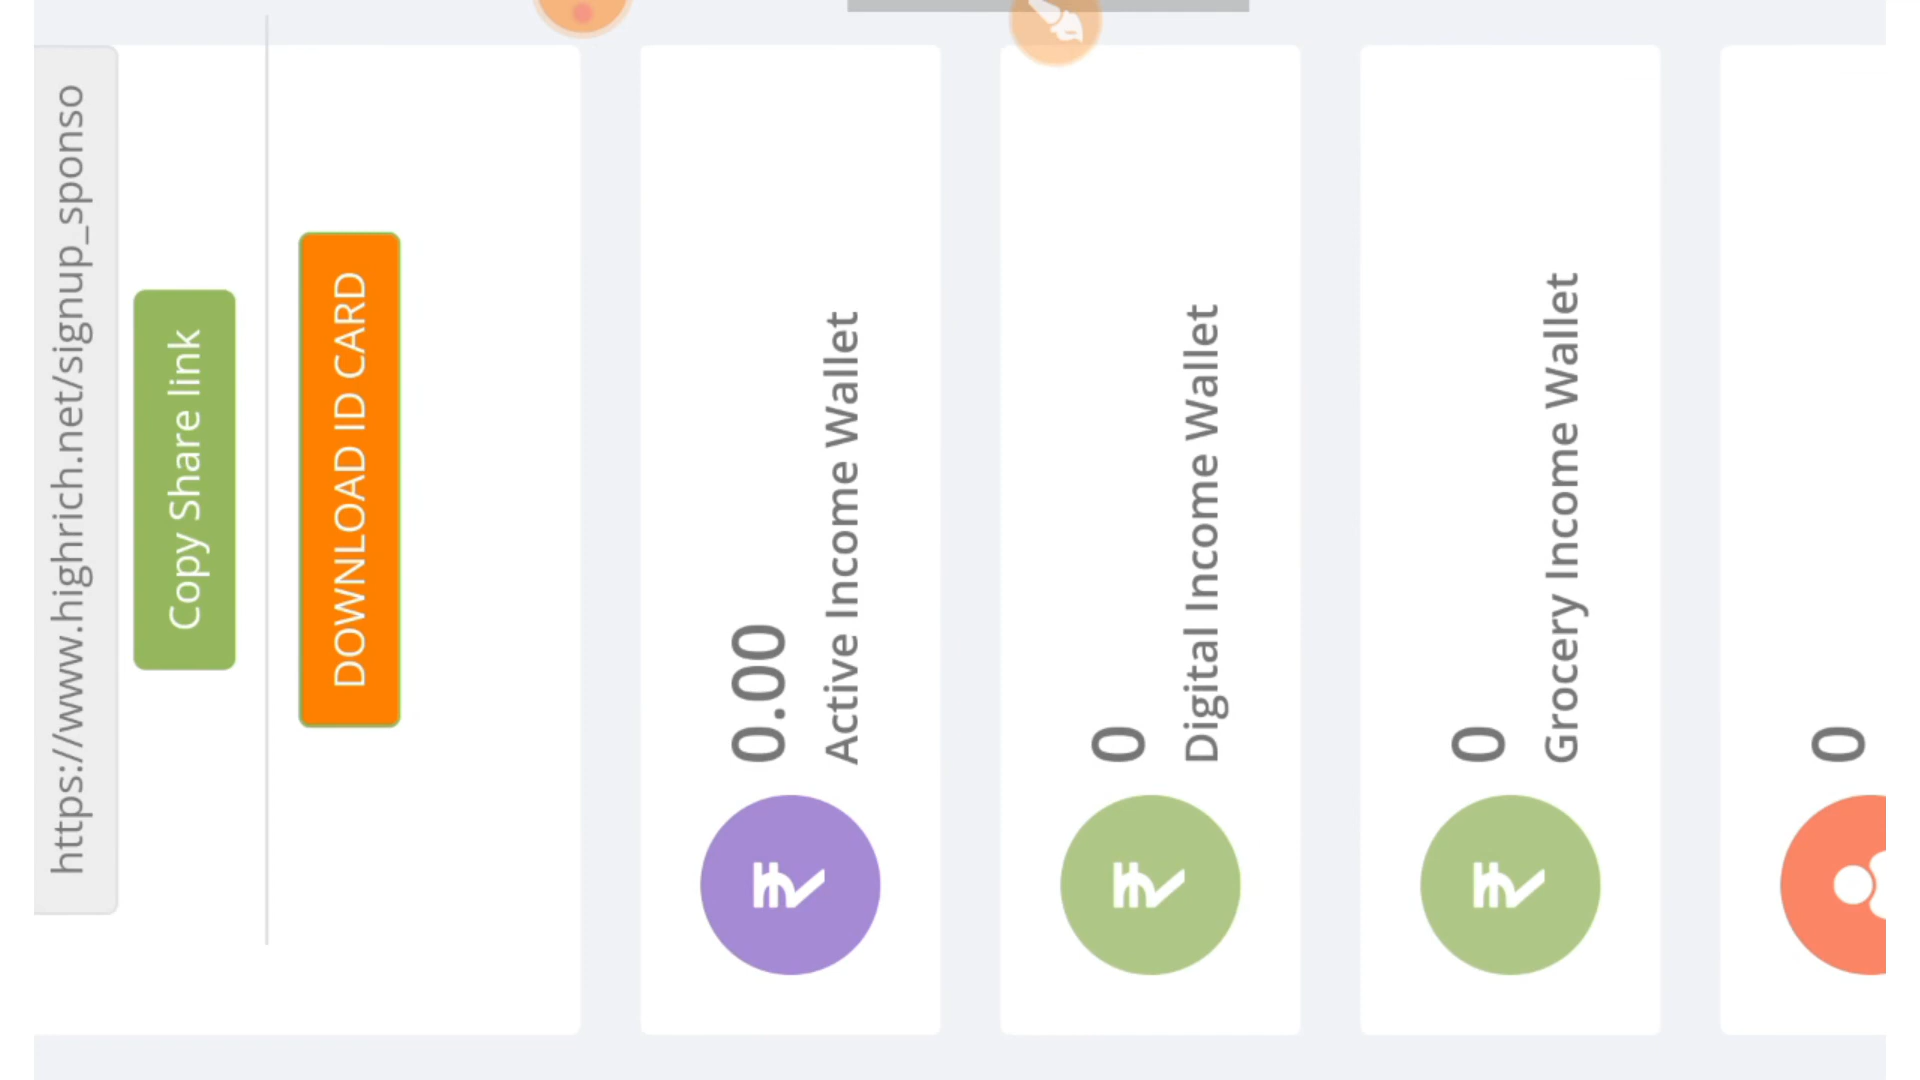 https://www.highrich.net/signup_sponso
Copy Share link
DOWNLOAD ID CARD
0.00
Active Income Wallet
0
Digital Income Wallet
0
Grocery Income Wallet
0